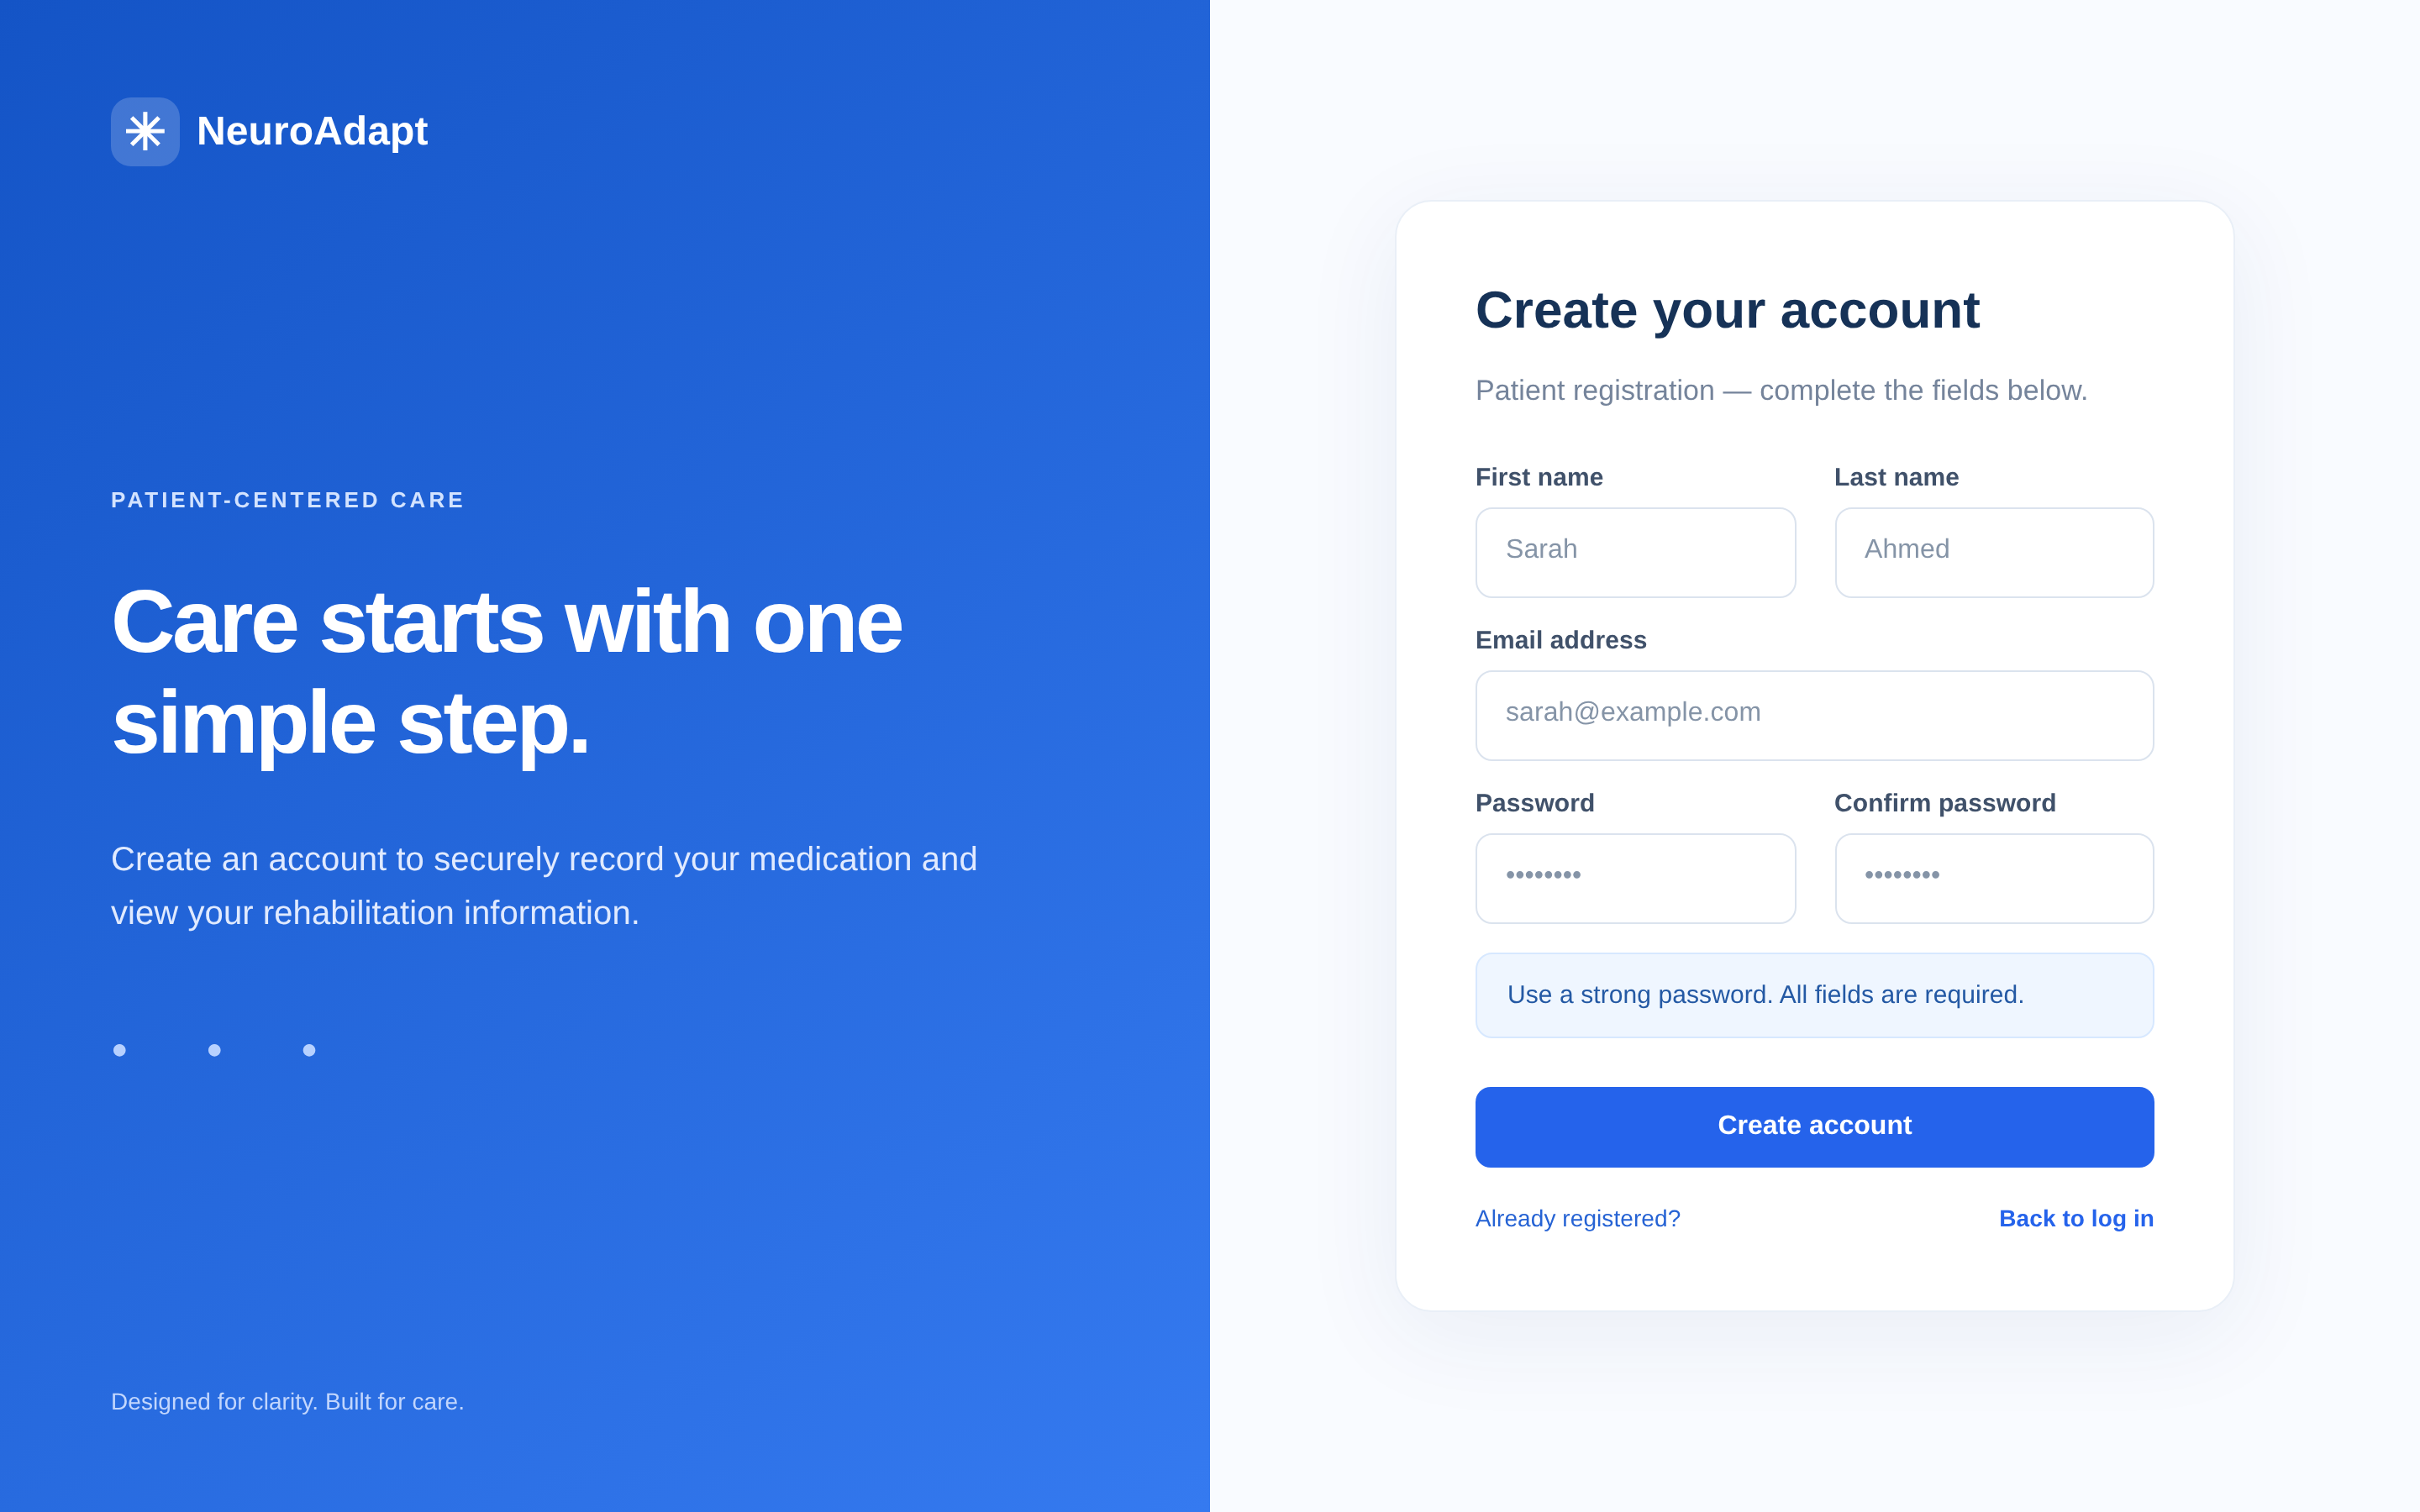 NeuroAdapt
PATIENT-CENTERED CARE
Care starts with one
simple step.
Create an account to securely record your medication and
view your rehabilitation information.
Designed for clarity. Built for care.
Create your account
Patient registration — complete the fields below.
First name
Last name
Sarah
Ahmed
Email address
sarah@example.com
Password
Confirm password
••••••••
••••••••
Use a strong password. All fields are required.
Create account
Already registered?
Back to log in